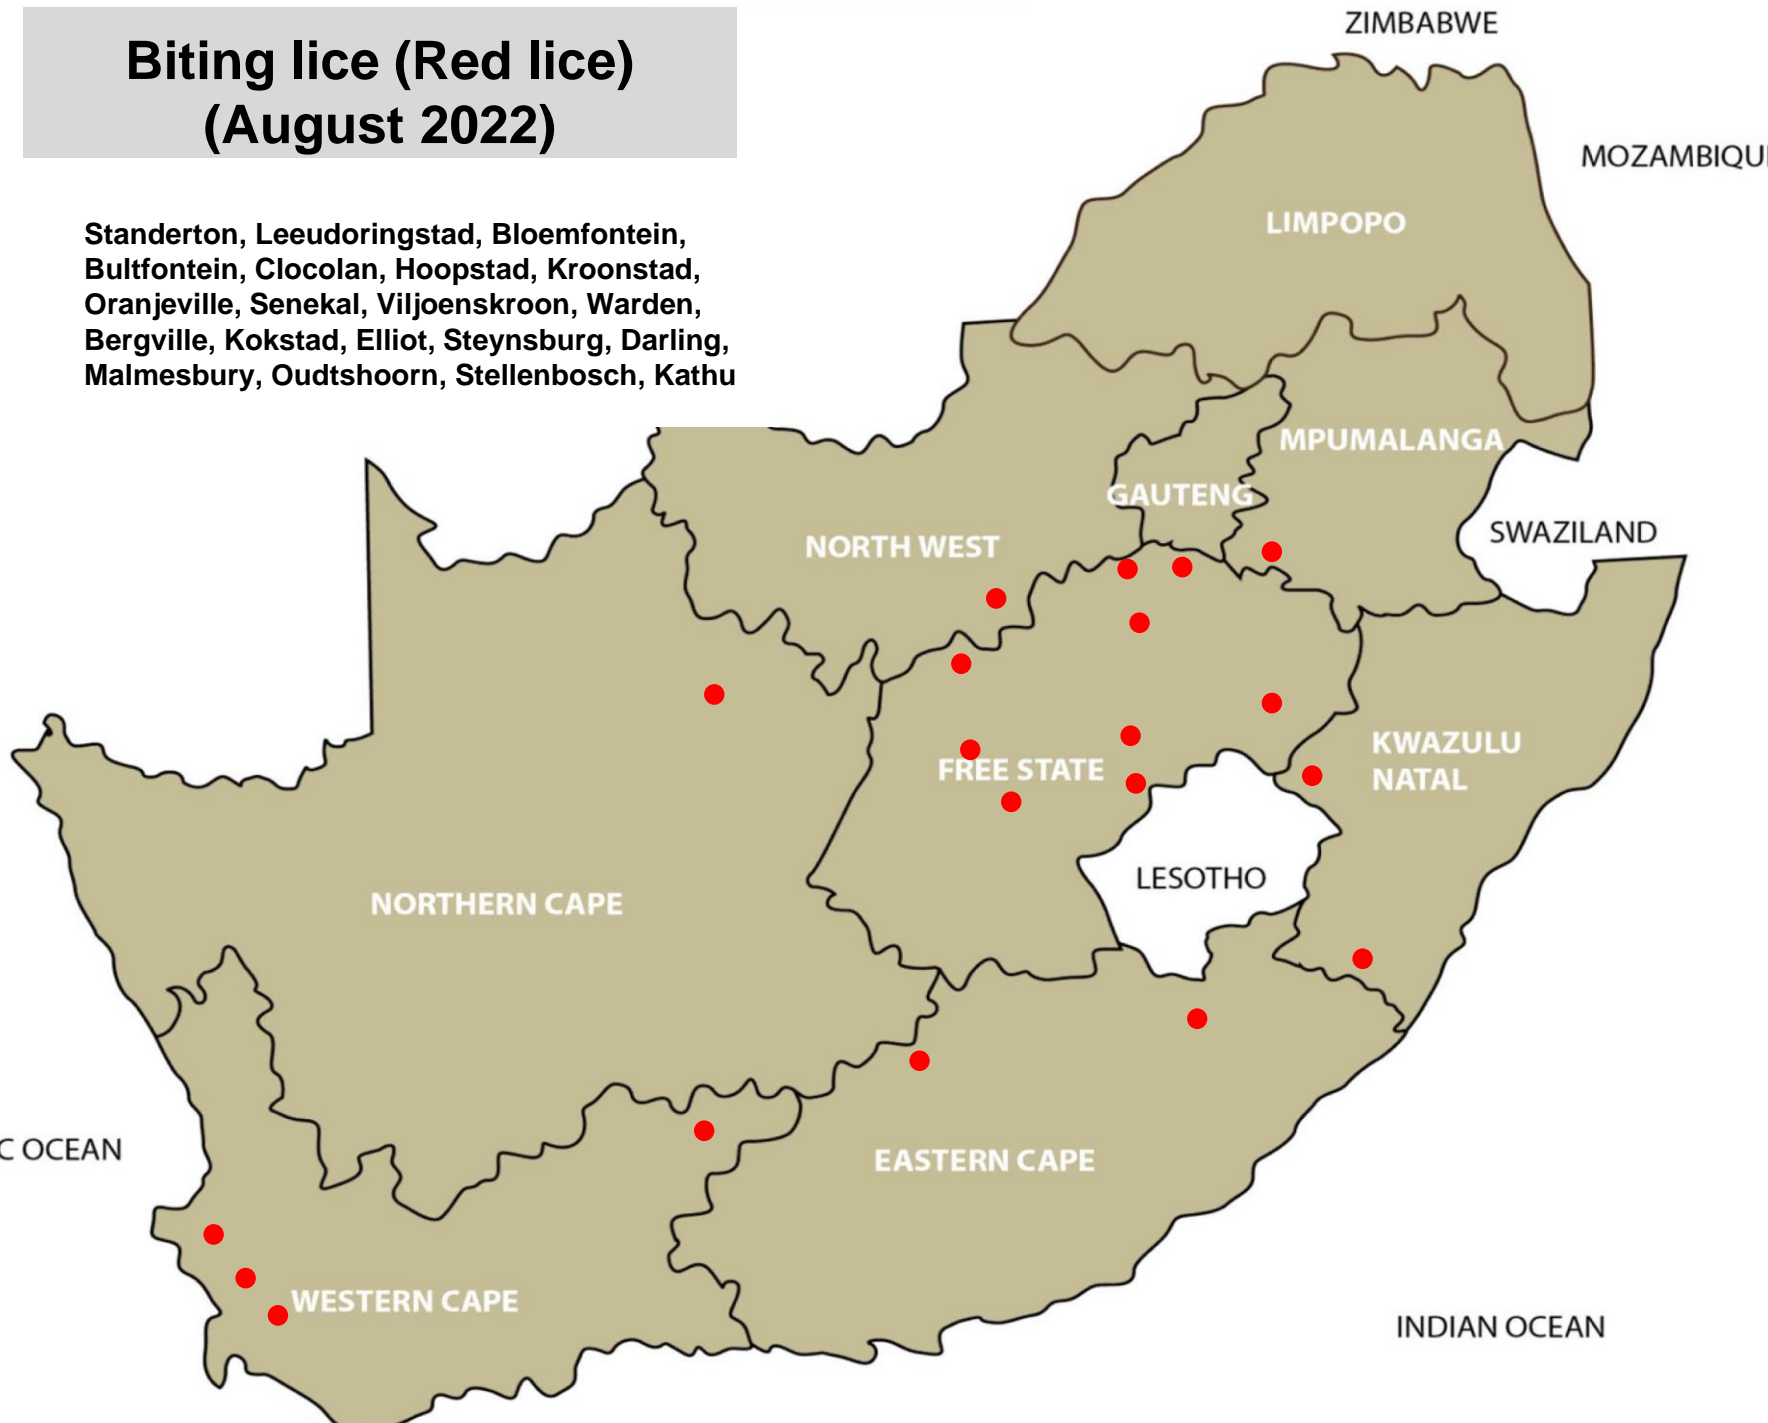 Biting lice (Red lice)
(August 2022)
Standerton, Leeudoringstad, Bloemfontein,
Bultfontein, Clocolan, Hoopstad, Kroonstad,
Oranjeville, Senekal, Viljoenskroon, Warden,
Bergville, Kokstad, Elliot, Steynsburg, Darling,
Malmesbury, Oudtshoorn, Stellenbosch, Kathu
ZIMBABWE
MOZAMBIQU
LIMPOPO
MPUMALANGA
GAUTENG
SWAZILAND
NORTH WEST
KWAZULU
NATAL
FREE STATE
LESOTHO
NORTHERN CAPE
C OCEAN
EASTERN CAPE
WESTERN CAPE
INDIAN OCEAN